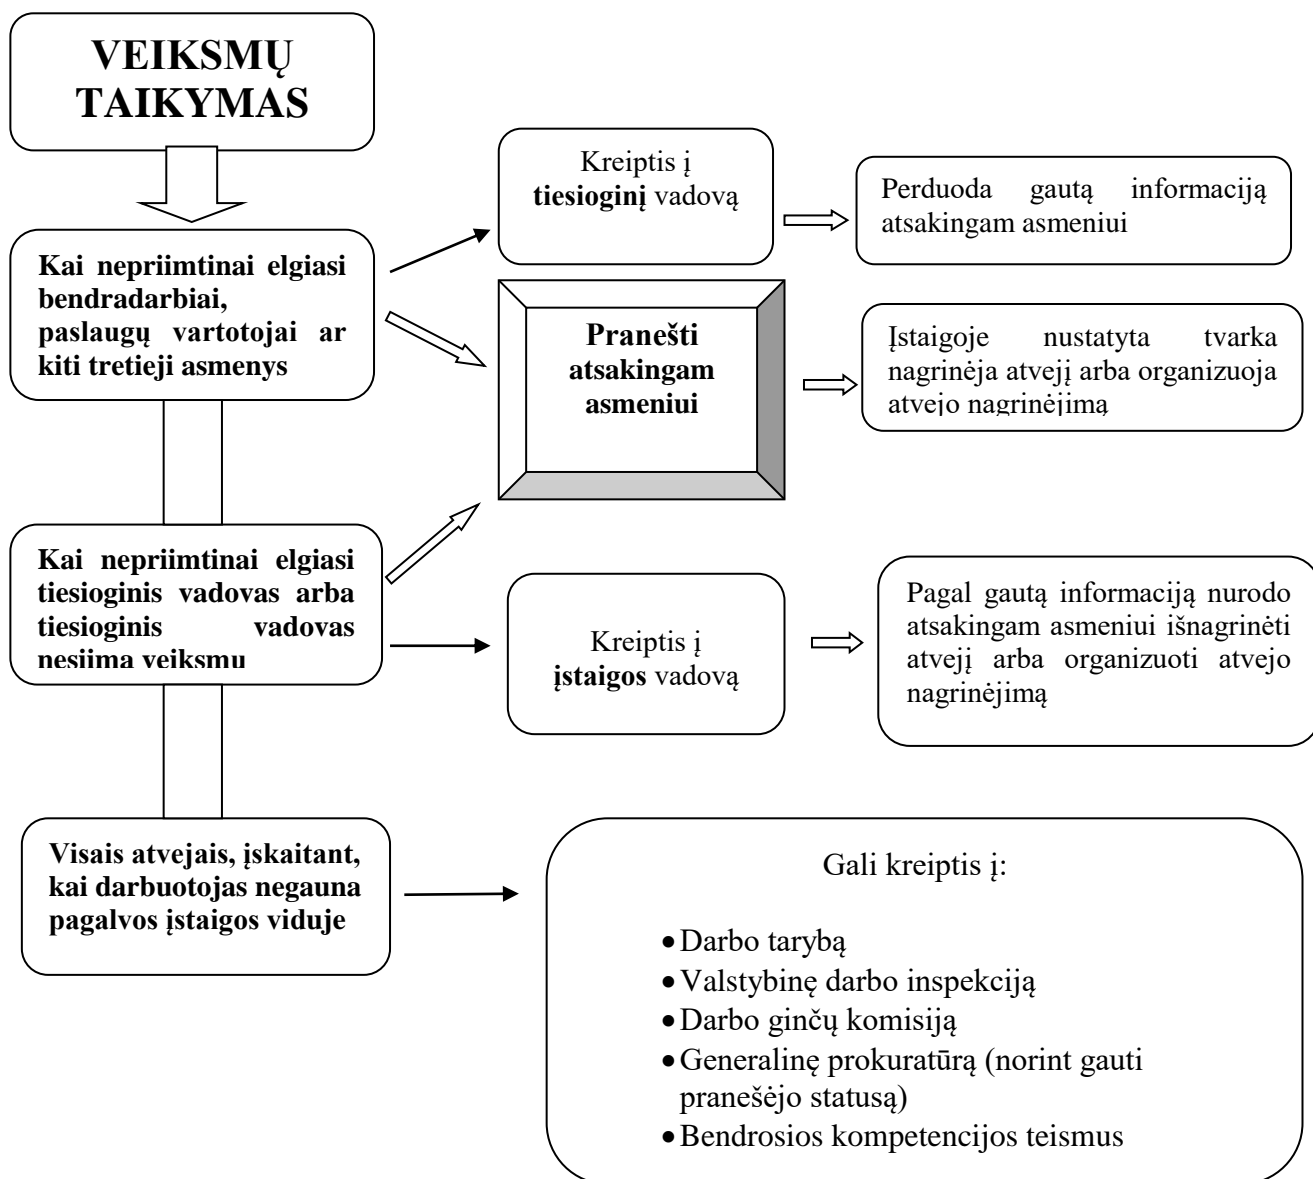 VEIKSMŲ
TAIKYMAS
Kreiptis į
tiesioginį vadovą
Perduoda gautą informaciją
atsakingam asmeniui
Kai nepriimtinai elgiasi
bendradarbiai,
paslaugų vartotojai ar
kiti tretieji asmenys
Pranešti
atsakingam
asmeniui
Įstaigoje nustatyta tvarka
nagrinėja atvejį arba organizuoja
atvejo nagrinėjimą
Kai nepriimtinai elgiasi
tiesioginis vadovas arba
tiesioginis vadovas
nesiima veiksmų
Kreiptis į
įstaigos vadovą
Pagal gautą informaciją nurodo
atsakingam asmeniui išnagrinėti
atvejį arba organizuoti atvejo
nagrinėjimą
Visais atvejais, įskaitant,
kai darbuotojas negauna
pagalvos įstaigos viduje
Gali kreiptis į:
• Darbo tarybą
• Valstybinę darbo inspekciją
• Darbo ginčų komisiją
• Generalinę prokuratūrą (norint gauti
pranešėjo statusą)
• Bendrosios kompetencijos teismus